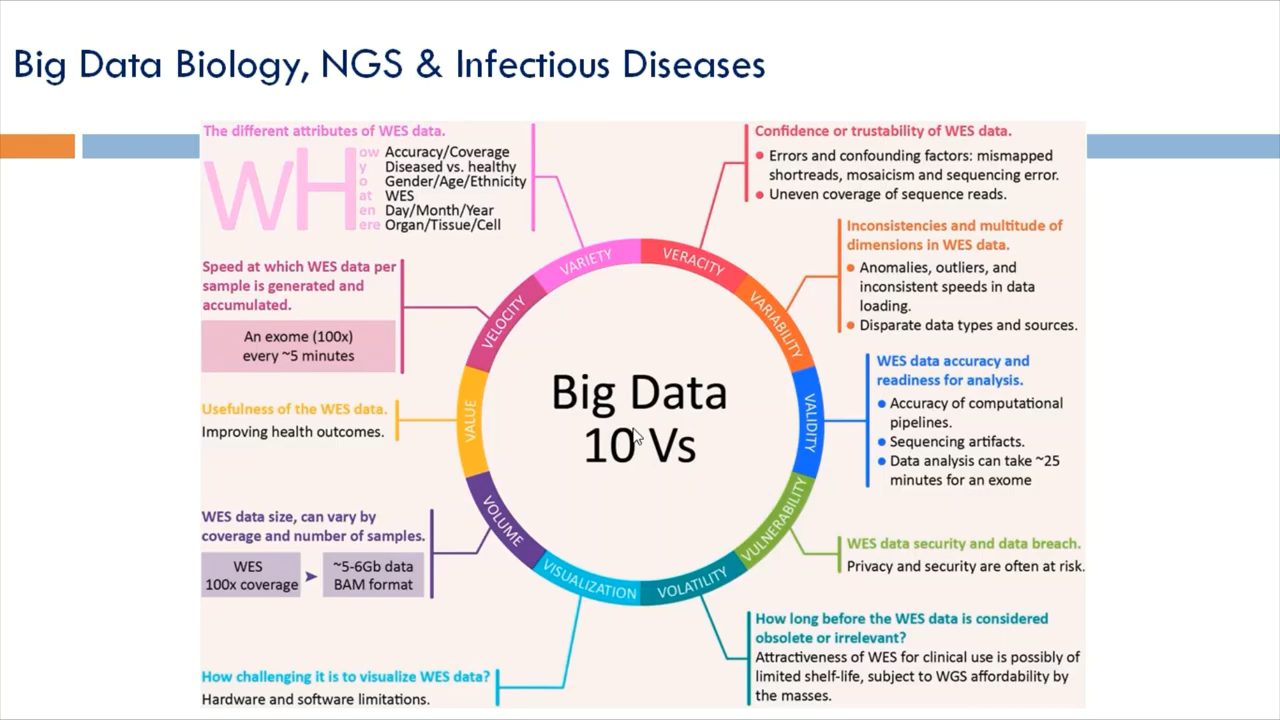 Big Data Biology, NGS & Infectious Diseases
The different attributes of WES data.
WH
ow Accuracy/Coverage
y Diseased vs. healthy
o Gender/Age/Ethnicity
at WES
en Day/Month/Year
ere Organ/Tissue/Cell
Speed at which WES data per
sample is generated and
accumulated.
An exome (100x)
every ~5 minutes
Usefulness of the WES data.
Improving health outcomes.
WES data size, can vary by
coverage and number of samples.
WES
100x coverage
~5-6Gb data
BAM format
How challenging it is to visualize WES data?
Hardware and software limitations.
VARIETY
VERACITY
VARIABILITY
VALIDITY
VULNERABILITY
VOLATILITY
VISUALIZATION
VOLUME
VALUE
VELOCITY
Big Data
10 Vs
Confidence or trustability of WES data.
● Errors and confounding factors: mismapped
shortreads, mosaicism and sequencing error.
● Uneven coverage of sequence reads.
Inconsistencies and multitude of
dimensions in WES data.
● Anomalies, outliers, and
inconsistent speeds in data
loading.
● Disparate data types and sources.
WES data accuracy and
readiness for analysis.
● Accuracy of computational
pipelines.
● Sequencing artifacts.
● Data analysis can take ~25
minutes for an exome
WES data security and data breach.
Privacy and security are often at risk.
How long before the WES data is considered
obsolete or irrelevant?
Attractiveness of WES for clinical use is possibly of
limited shelf-life, subject to WGS affordability by
the masses.